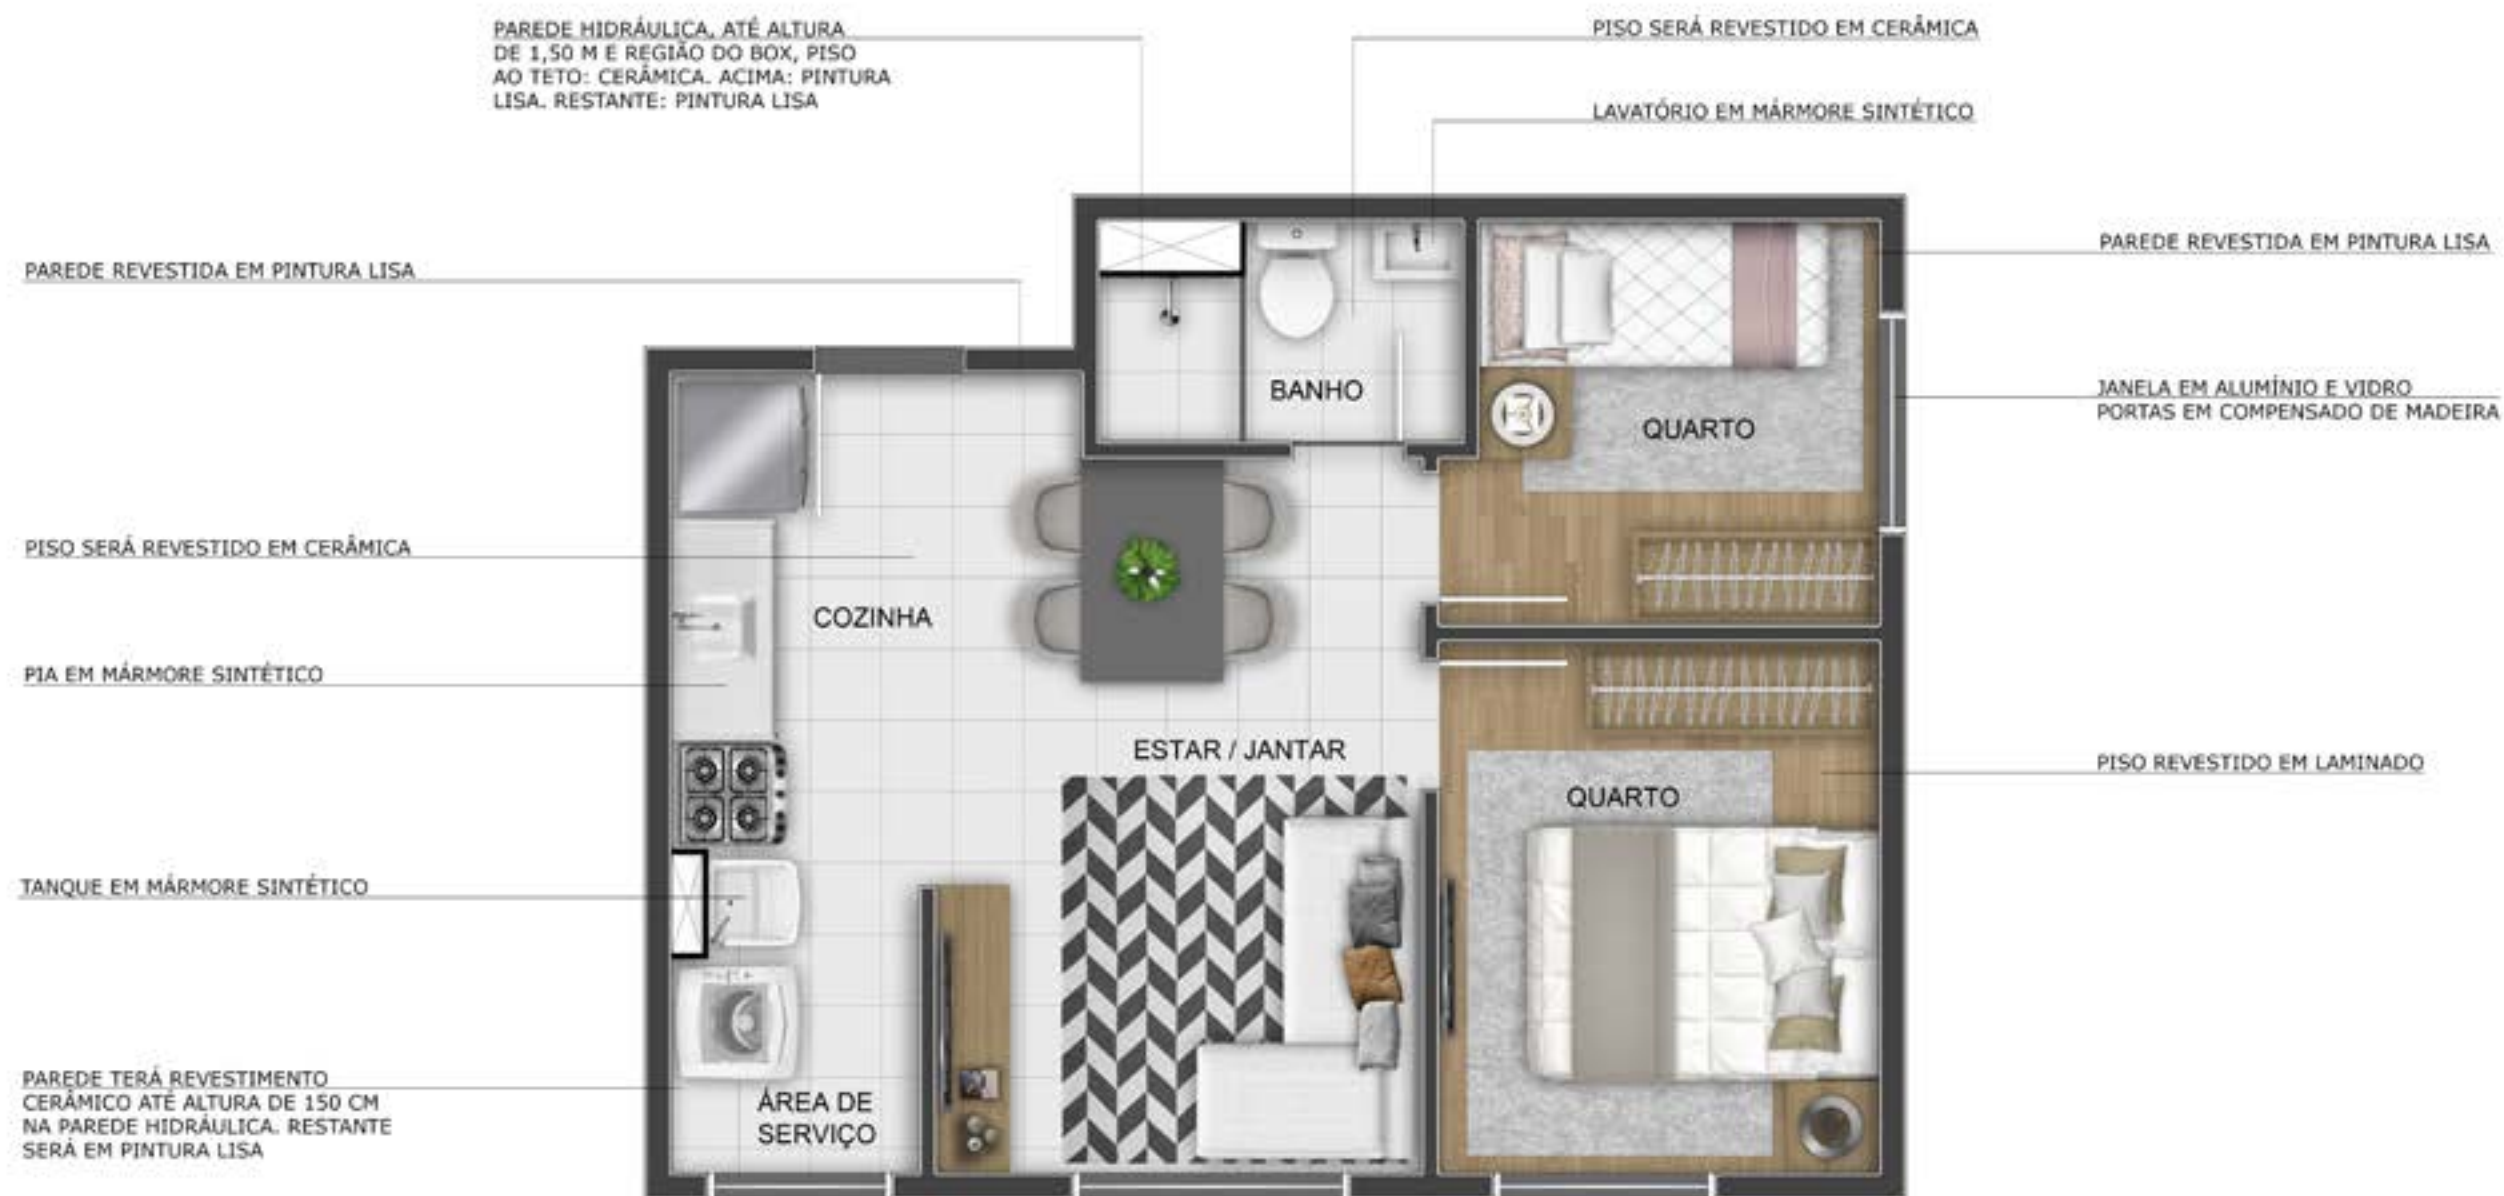 PAREDE HIDRÁULICA, ATÉ ALTURA
DE 1,50 M E REGIÃO DO BOX, PISO
AO TETO: CERÂMICA. ACIMA: PINTURA
LISA. RESTANTE: PINTURA LISA
PISO SERÁ REVESTIDO EM CERÂMICA
LAVATÓRIO EM MÁRMORE SINTÉTICO
PAREDE REVESTIDA EM PINTURA LISA
PAREDE REVESTIDA EM PINTURA LISA
JANELA EM ALUMÍNIO E VIDRO
PORTAS EM COMPENSADO DE MADEIRA
BANHO
QUARTO
PISO SERÁ REVESTIDO EM CERÂMICA
COZINHA
PIA EM MÁRMORE SINTÉTICO
ESTAR / JANTAR
PISO REVESTIDO EM LAMINADO
QUARTO
TANQUE EM MÁRMORE SINTÉTICO
PAREDE TERÁ REVESTIMENTO
CERÂMICO ATÉ ALTURA DE 150 CM
NA PAREDE HIDRÁULICA. RESTANTE
SERÁ EM PINTURA LISA
ÁREA DE
SERVIÇO